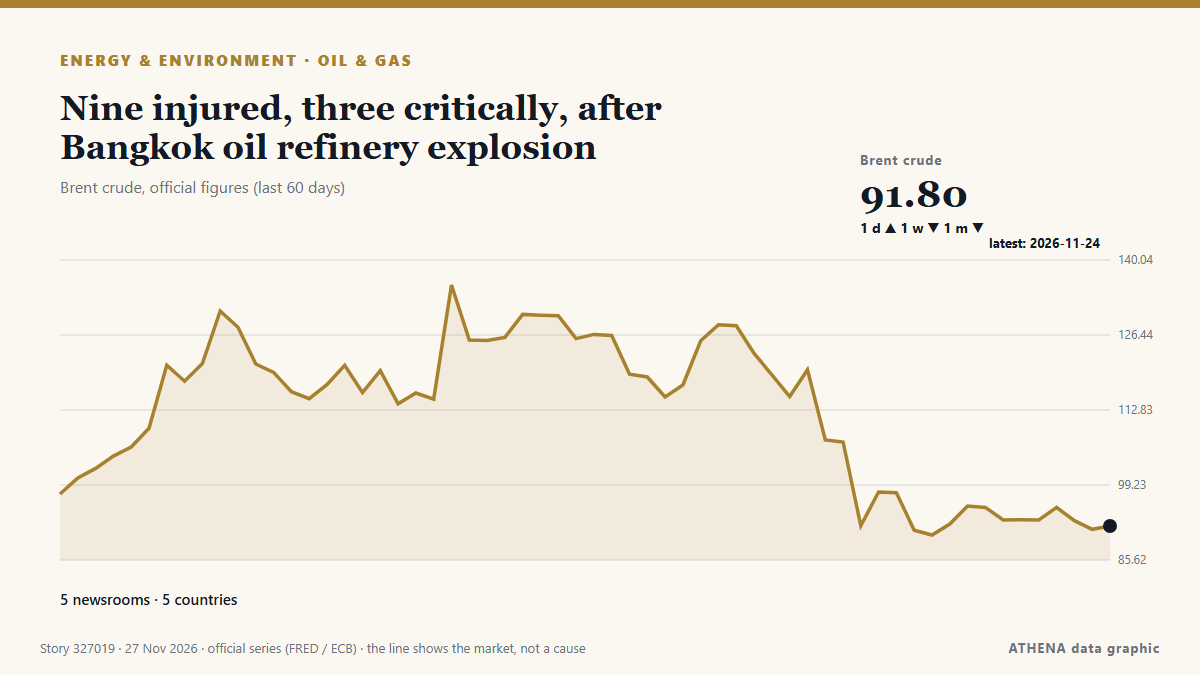 ENERGY & ENVIRONMENT · OIL & GAS
Nine injured, three critically, after
Bangkok oil refinery explosion
Brent crude, official figures (last 60 days)
Brent crude
91.80
1 d ▲ 1 w ▼ 1 m ▼
latest: 2026-11-24
140.04
126.44
112.83
99.23
85.62
5 newsrooms · 5 countries
Story 327019 · 27 Nov 2026 · official series (FRED / ECB) · the line shows the market, not a cause
ATHENA data graphic